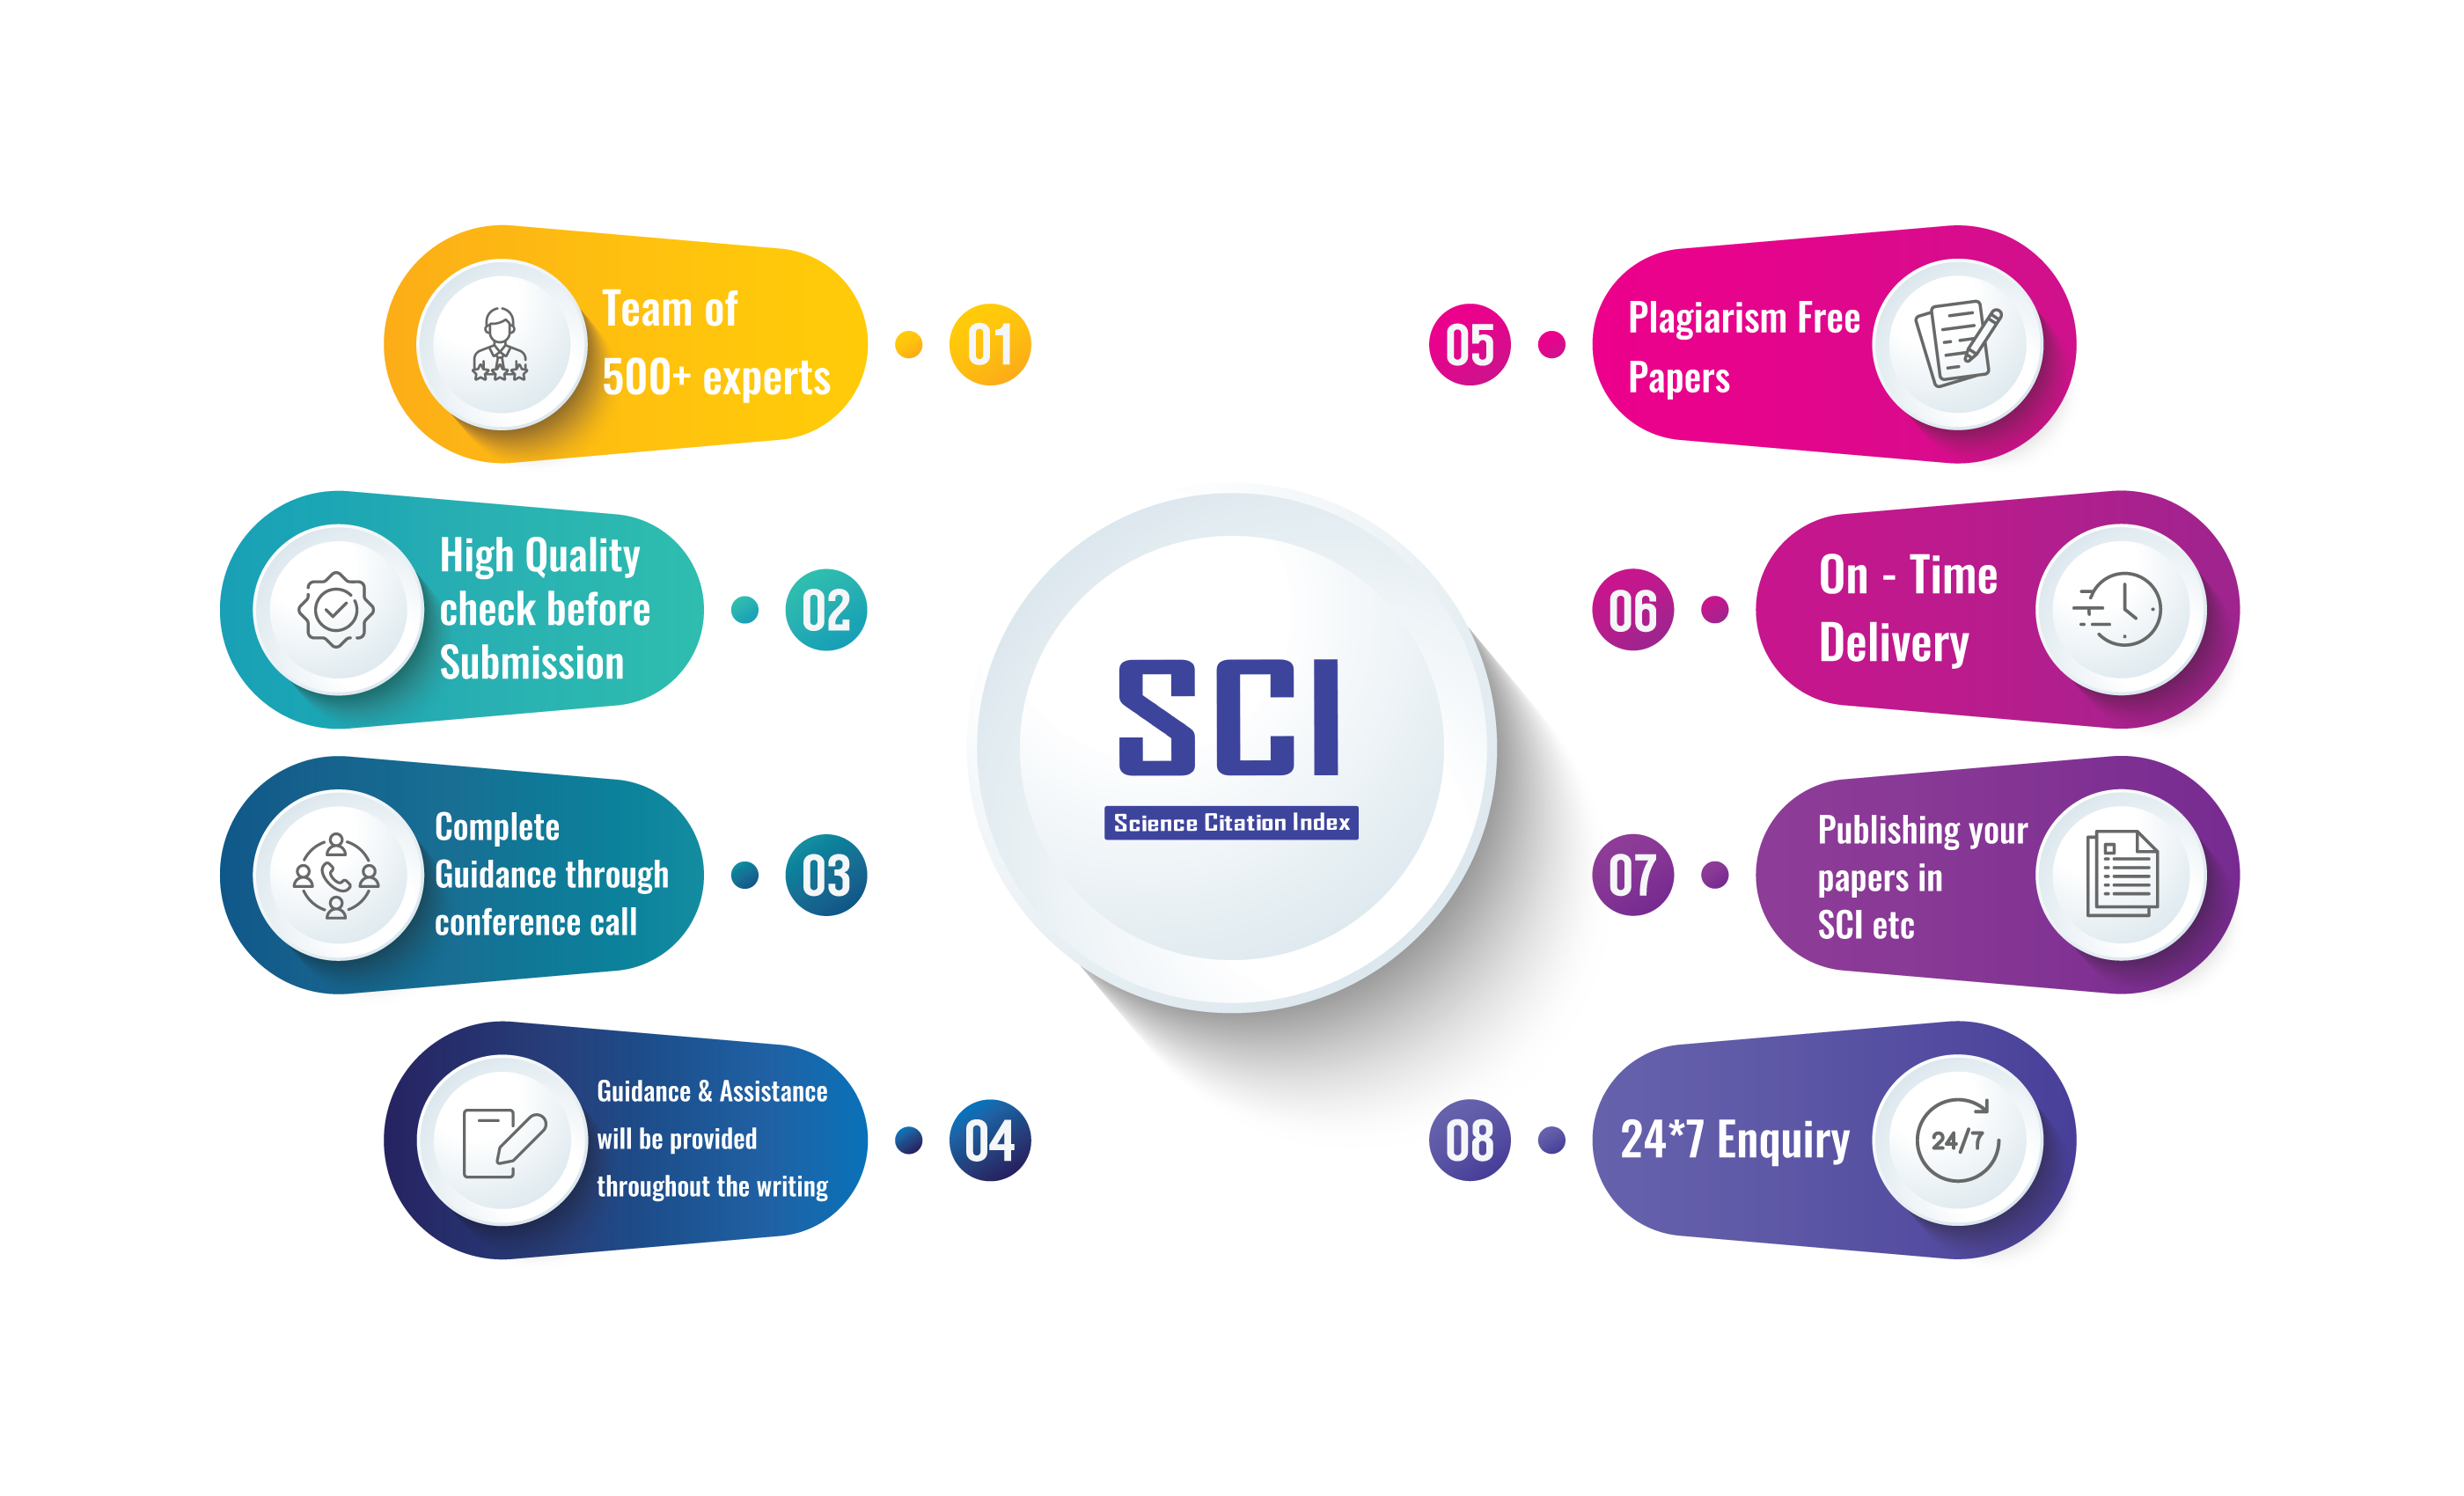 Team of
500+ experts
01
High Quality
check before
Submission
02
Complete
Guidance through
conference call
03
Guidance & Assistance
will be provided
throughout the writing
04
SCI
Science Citation Index
05
Plagiarism Free
Papers
06
On - Time
Delivery
07
Publishing your
papers in
SCI etc
08
24*7 Enquiry
24/7